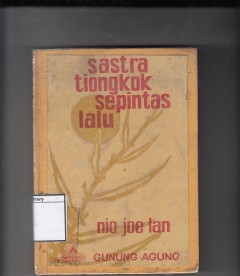 sastra
tiongkok
sepintas
lalu
nio joe lan
GUNUNG AGUNG